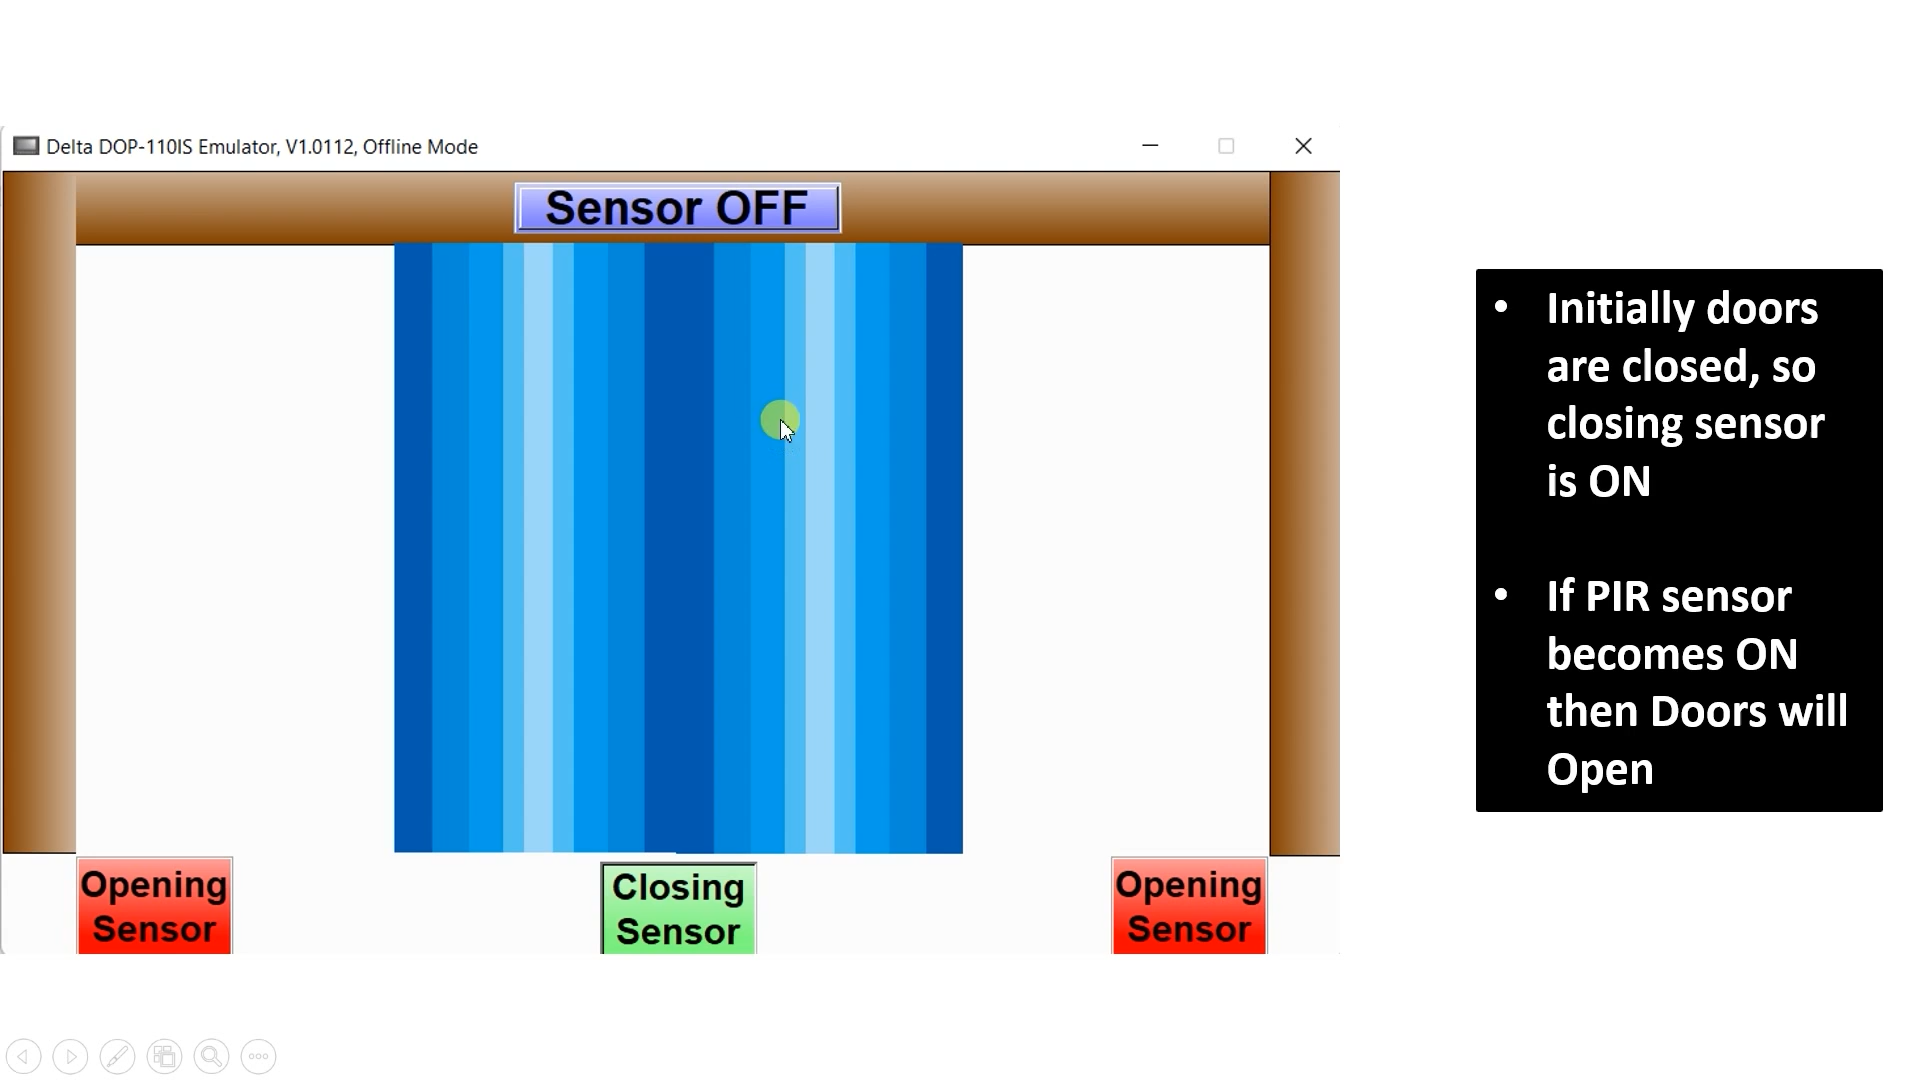 Delta DOP-110IS Emulator, V1.0112, Offline Mode
Sensor OFF
• Initially doors
are closed, so
closing sensor
is ON
• If PIR sensor
becomes ON
then Doors will
Open
Opening
Sensor
Closing
Sensor
Opening
Sensor